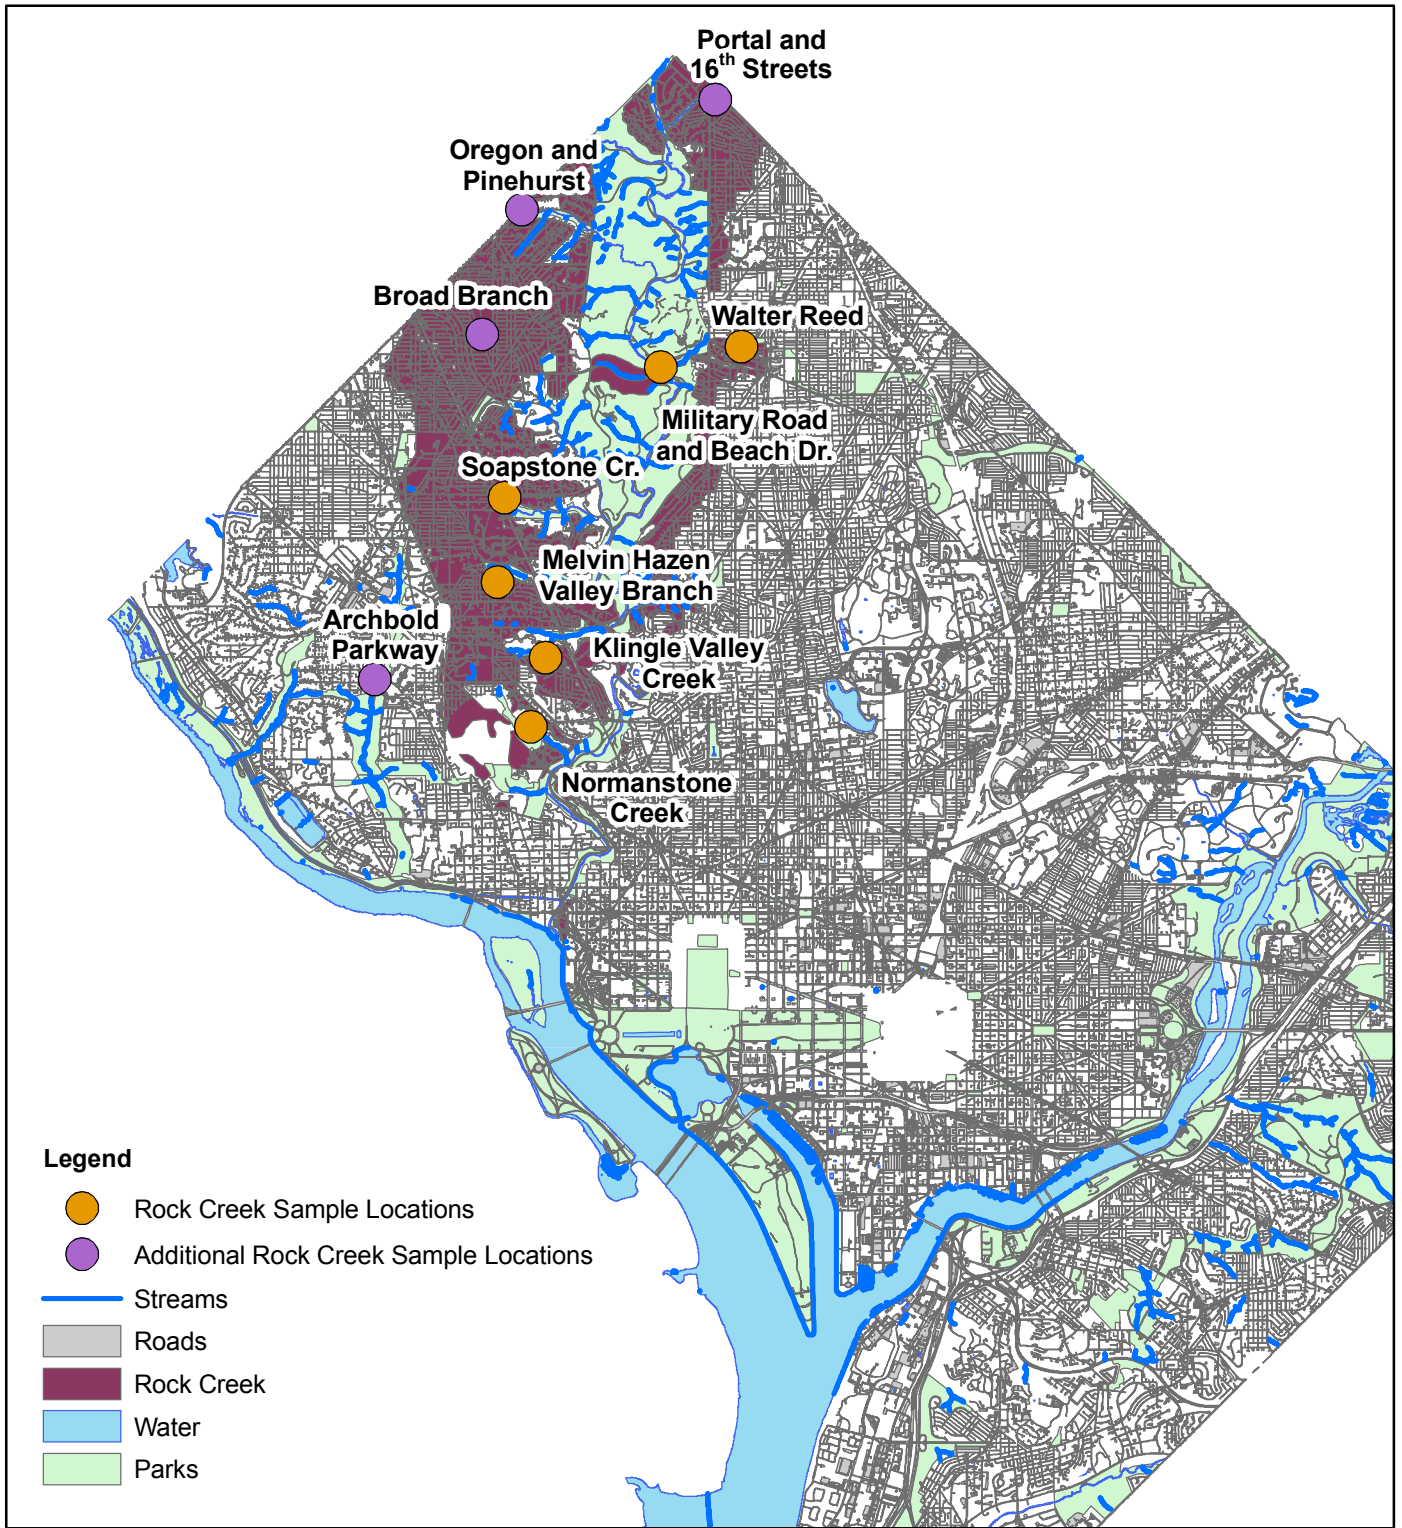 Portal and
16th Streets
Oregon and
Pinehurst
Broad Branch
Walter Reed
Military Road
and Beach Dr.
Soapstone Cr.
Melvin Hazen
Valley Branch
Archbold
Parkway
Klingle Valley
Creek
Normanstone
Creek
Legend
Rock Creek Sample Locations
Additional Rock Creek Sample Locations
Streams
Roads
Rock Creek
Water
Parks